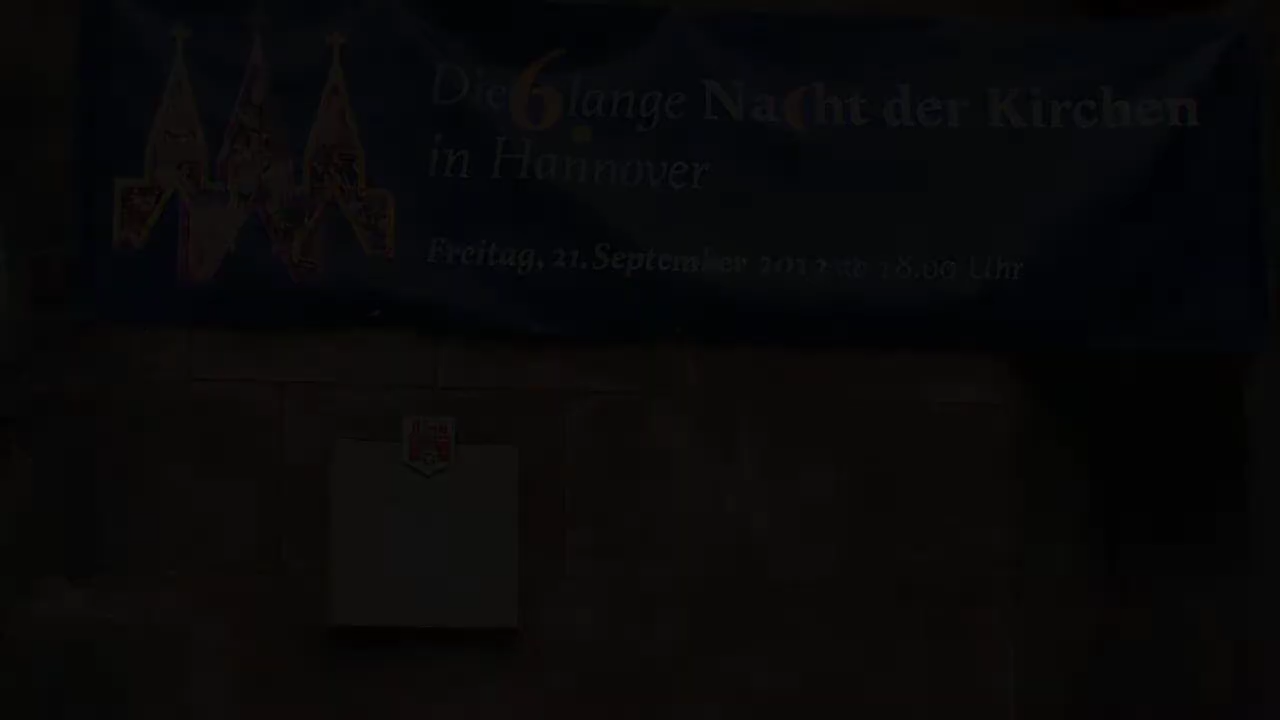 Die 6. lange Nacht der Kirchen
in Hannover
Freitag, 21. September 2012 ab 18.00 Uhr